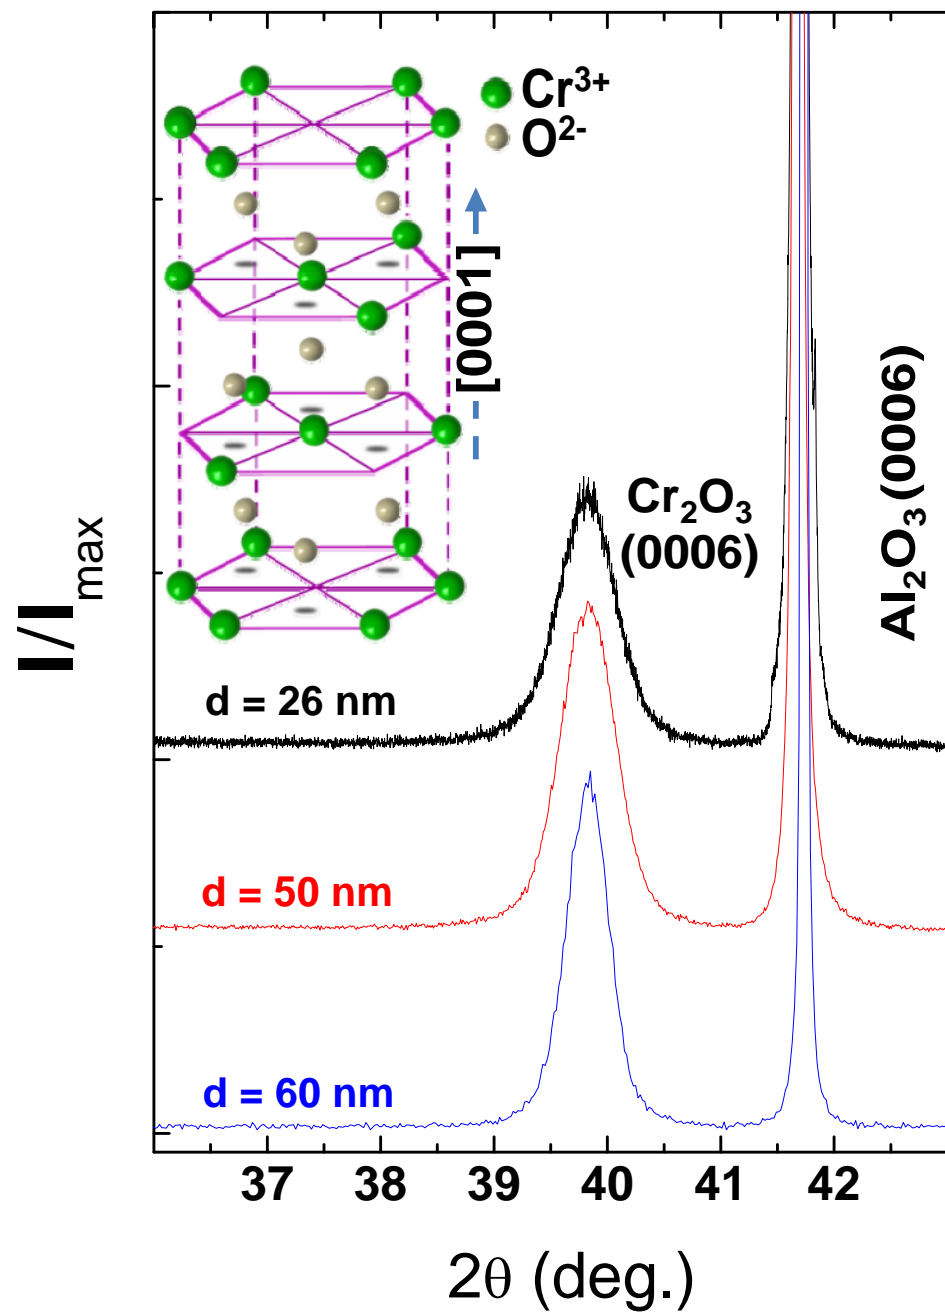 Cr³⁺
O²⁻
[0001]
Cr₂O₃
(0006)
Al₂O₃ (0006)
I/I_max
d = 26 nm
d = 50 nm
d = 60 nm
37 38 39 40 41 42
2θ (deg.)